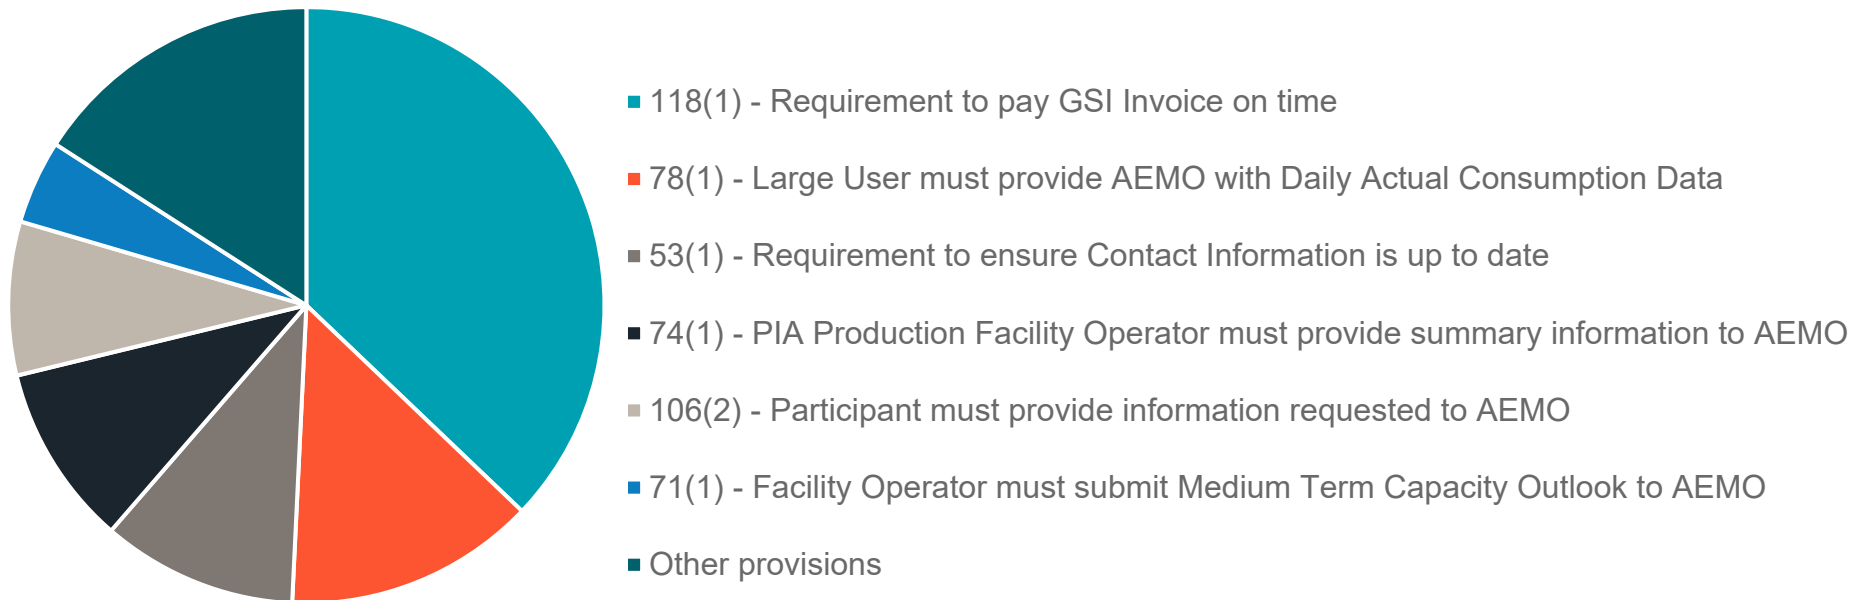 118(1) - Requirement to pay GSI Invoice on time
78(1) - Large User must provide AEMO with Daily Actual Consumption Data
53(1) - Requirement to ensure Contact Information is up to date
74(1) - PIA Production Facility Operator must provide summary information to AEMO
106(2) - Participant must provide information requested to AEMO
71(1) - Facility Operator must submit Medium Term Capacity Outlook to AEMO
Other provisions